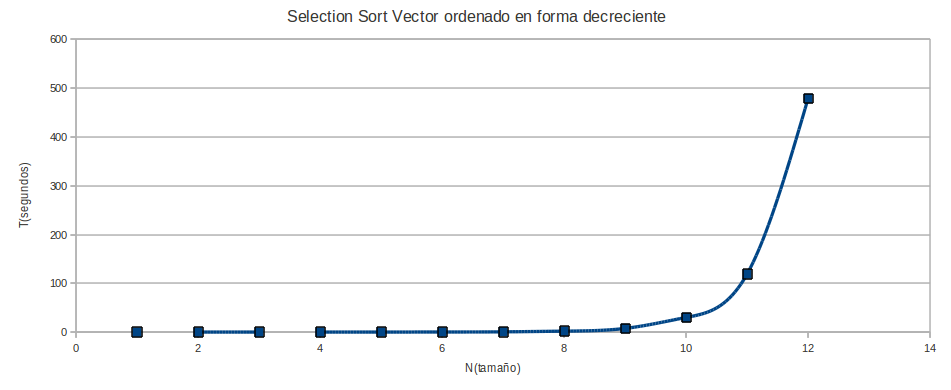 Selection Sort Vector ordenado en forma decreciente
600
500
400
300
200
100
0
T(segundos)
0 2 4 6 8 10 12 14
N(tamaño)